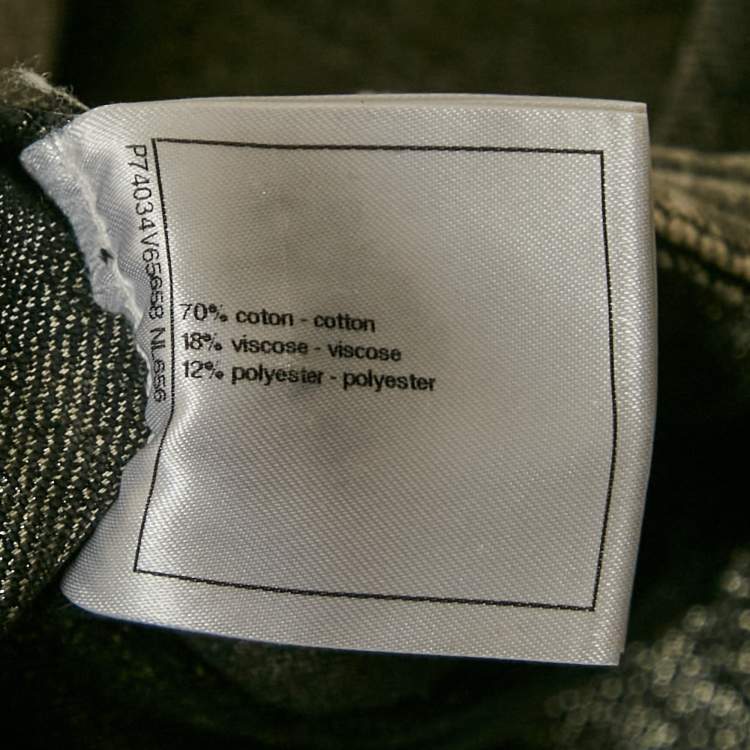 P74034V65658 NL656
70% coton - cotton
18% viscose - viscose
12% polyester - polyester